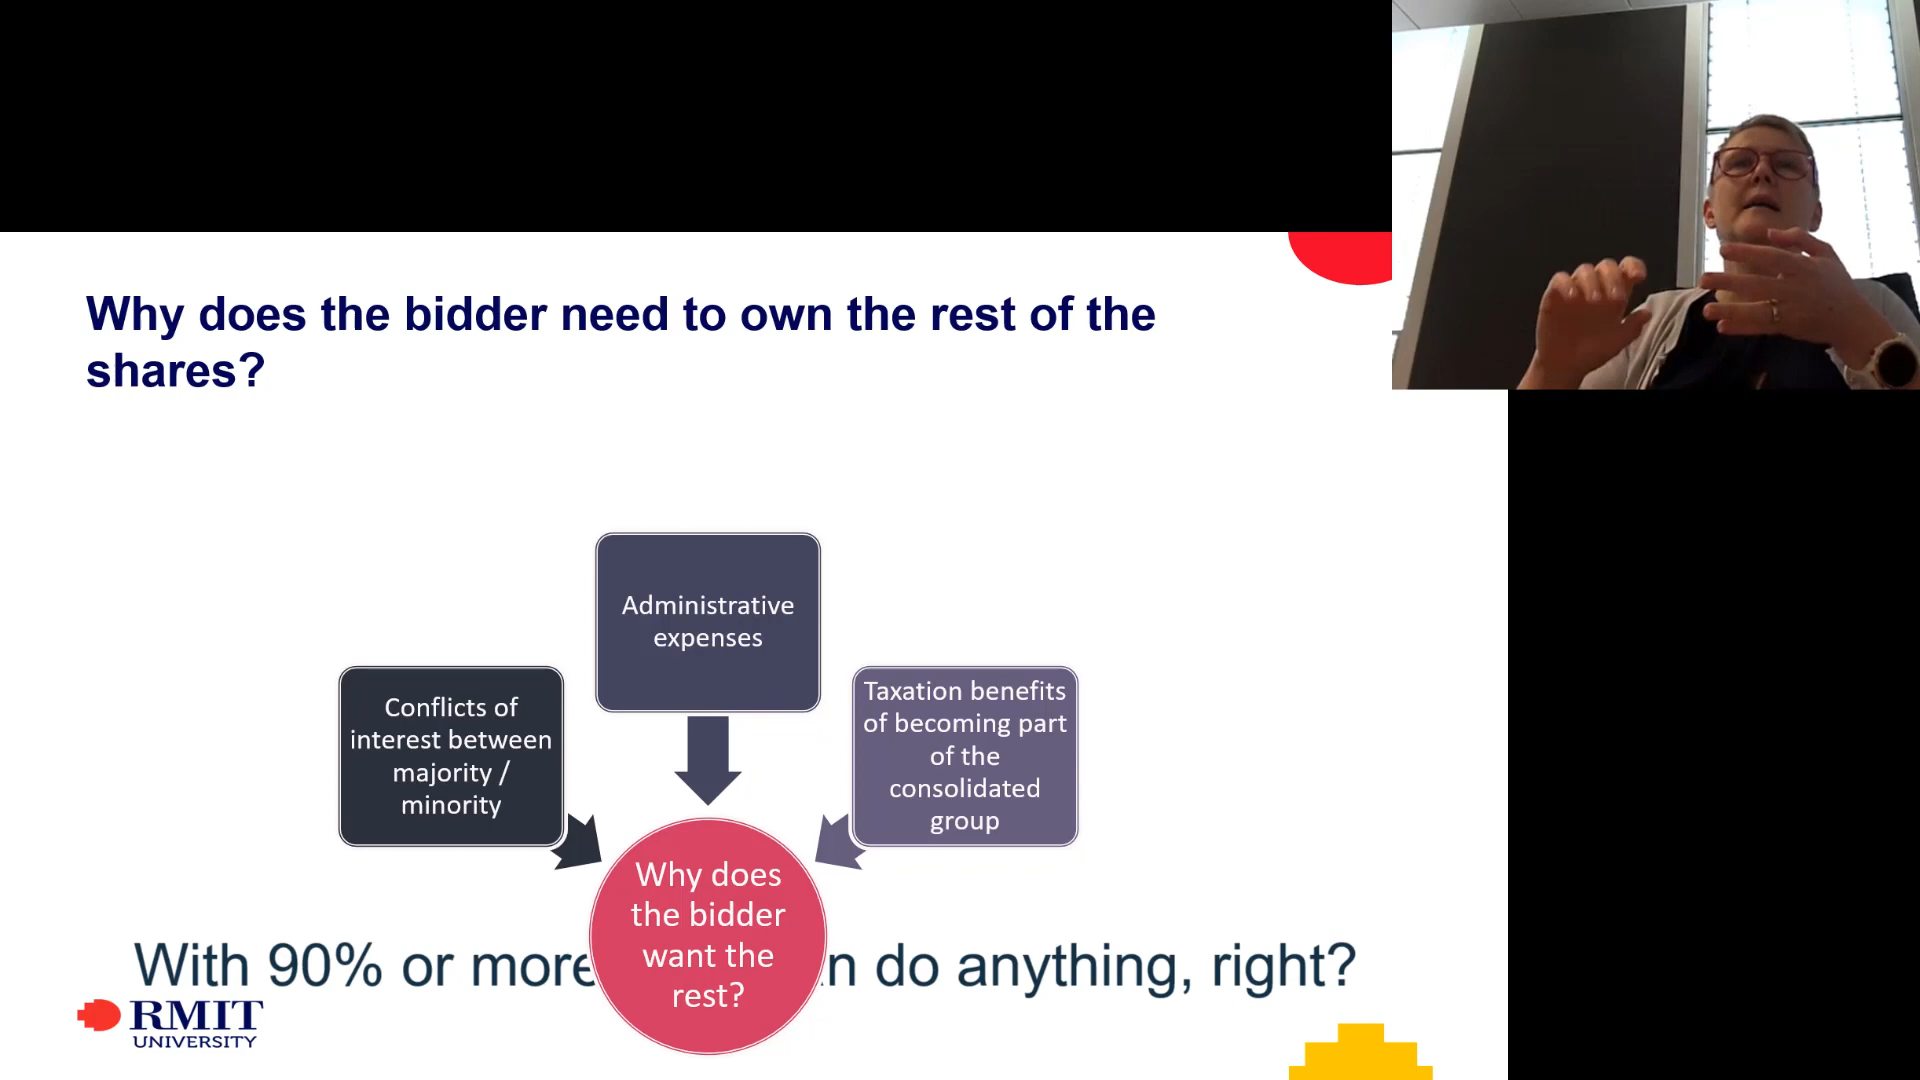 Why does the bidder need to own the rest of the
shares?
Administrative
expenses
Conflicts of
interest between
majority /
minority
Taxation benefits
of becoming part
of the
consolidated
group
Why does
the bidder
want the
rest?
With 90% or more do anything, right?
RMIT
UNIVERSITY